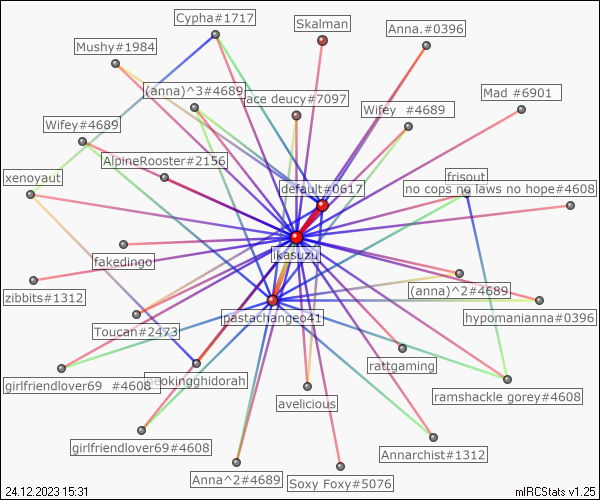 Cypha#1717
Skalman
Anna.#0396
Mushy#1984
(anna)^3#4689
ace deucy#7097
Mad #6901
Wifey#4689
Wifey #4689
AlpineRooster#2156
xenoyaut
default#0617
frisout
no cops no laws no hope#4608
ikasuzu
fakedingo
zibbits#1312
(anna)^2#4689
hypomanianna#0396
Toucan#2473
pastachangeo41
rattgaming
girlfriendlover69 #4608
neokingghidorah
avelicious
ramshackle gorey#4608
girlfriendlover69#4608
Annarchist#1312
Anna^2#4689
Soxy Foxy#5076
24.12.2023 15:31
mIRCStats v1.25